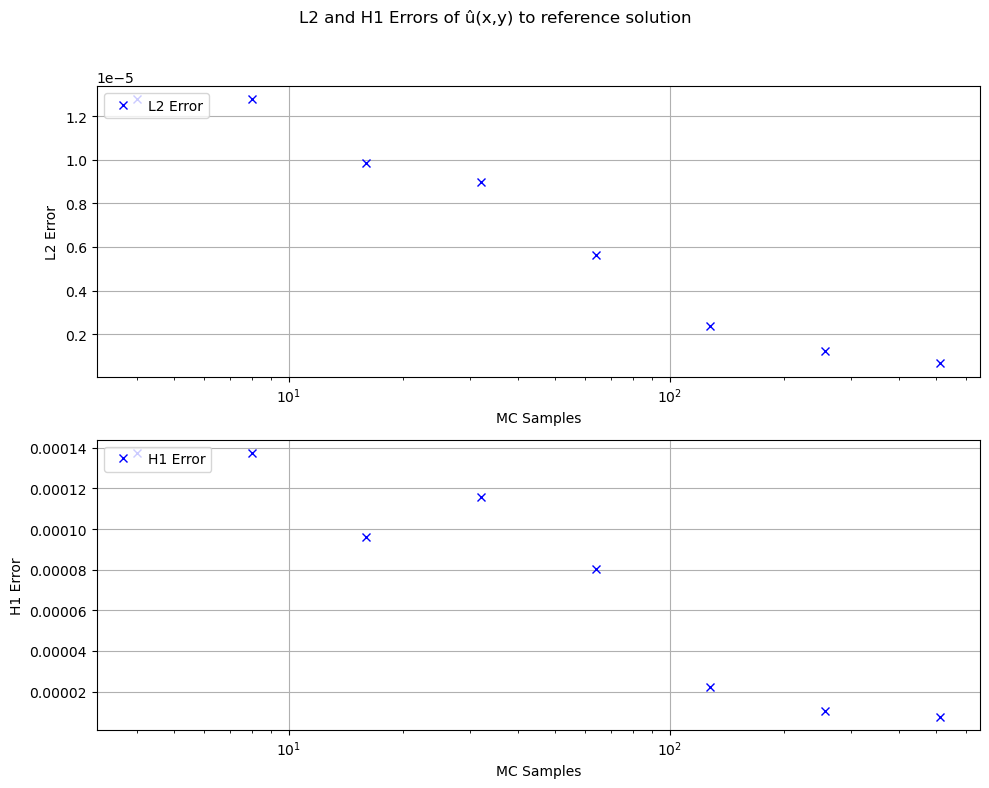 L2 and H1 Errors of û(x,y) to reference solution
1e−5
L2 Error
1.2
1.0
0.8
0.6
0.4
0.2
L2 Error
10¹
10²
MC Samples
H1 Error
0.00014
0.00012
0.00010
0.00008
0.00006
0.00004
0.00002
H1 Error
10¹
10²
MC Samples